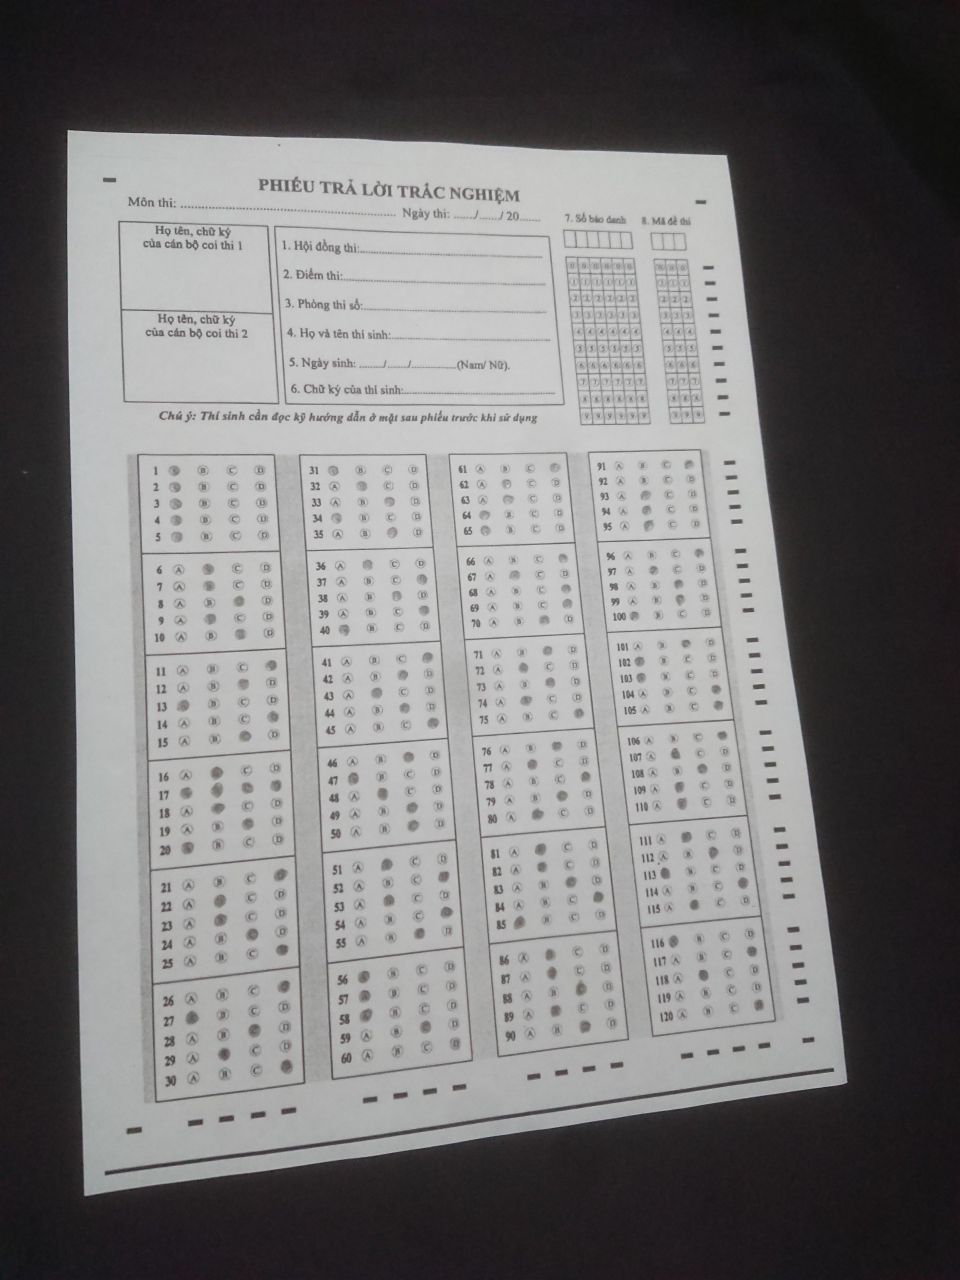 PHIẾU TRẢ LỜI TRẮC NGHIỆM
Môn thi: ........ Ngày thi: ....../....../ 20......
Họ tên, chữ ký
của cán bộ coi thi 1
Họ tên, chữ ký
của cán bộ coi thi 2
1. Hội đồng thi:
2. Điểm thi:
3. Phòng thi số:
4. Họ và tên thí sinh:
5. Ngày sinh: ....../....../......(Nam/ Nữ).
6. Chữ ký của thí sinh:
7. Số báo danh
8. Mã đề thi
Chú ý: Thí sinh cần đọc kỹ hướng dẫn ở mặt sau phiếu trước khi sử dụng
1 B C D
2 B C D
3 B C D
4 B C D
5 B C D
6 A C D
7 A C D
8 A B D
9 A C D
10 A B D
11 A B C
12 A B D
13 B C D
14 A B C
15 A B D
16 A C D
17
18 A C D
19 A B D
20 B C D
21 A B C
22 A C D
23 A C D
24 A B D
25 A B C
26 A B C
27 B C D
28 A B D
29 A C D
30 A B C
31 B C D
32 A C D
33 A B D
34 B C D
35 A B D
36 A C D
37 A B C
38 A B D
39 A B C
40 B C D
41 A B C
42 A B D
43 A C D
44 A B D
45 A B C
46 A B D
47 B C D
48 A C D
49 A B D
50 A B D
51 A C D
52 A B C
53 A C D
54 A B C
55 A B D
56 B C D
57 B C D
58 B C D
59 A B D
60 A B C
61 A B C
62 A C D
63 A C D
64 B C D
65 B C D
66 A B C
67 A C D
68 A B C
69 A B C
70 A B D
71 A B D
72 A C D
73 A B D
74 A C D
75 A B C
76 A B D
77 A C D
78 A B C
79 A B D
80 A C D
81 A C D
82 A C D
83 A B D
84 A B C
85 B C D
86 A C D
87 A C D
88 A B D
89 A C D
90 A B D
91 A B C
92 A B C D
93 A C D
94 A C D
95 A C D
96 A B C
97 A C D
98 A B D
99 A B D
100 B C D
101 A B D
102 B C D
103 B C D
104 A B C
105 A B C
106 A B C
107 A C D
108 A B D
109 A C D
110 A C D
111 A C D
112 A B D
113 B C D
114 A B C
115 A C D
116 B C D
117 A B C
118 A C D
119 A B C D
120 A B C